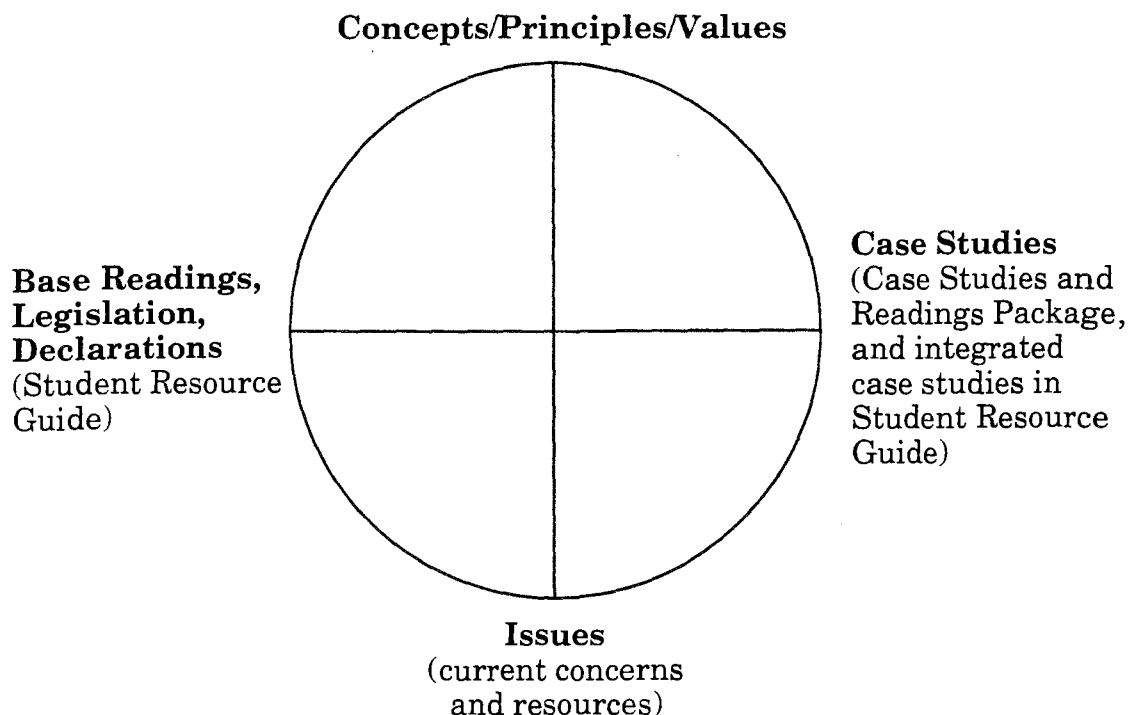 Concepts/Principles/Values
Base Readings,
Legislation,
Declarations
(Student Resource
Guide)
Case Studies
(Case Studies and
Readings Package,
and integrated
case studies in
Student Resource
Guide)
Issues
(current concerns
and resources)